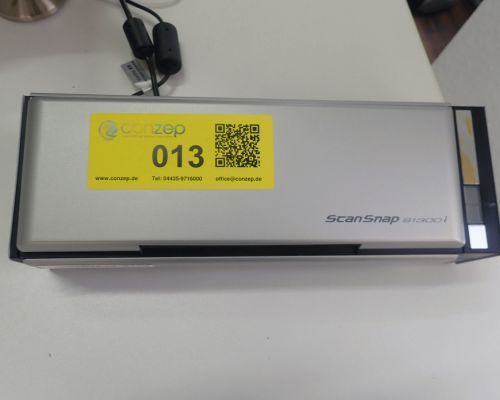 conzep
013
www.conzep.de Tel: 04435-9716000 office@conzep.de
ScanSnap S1300i